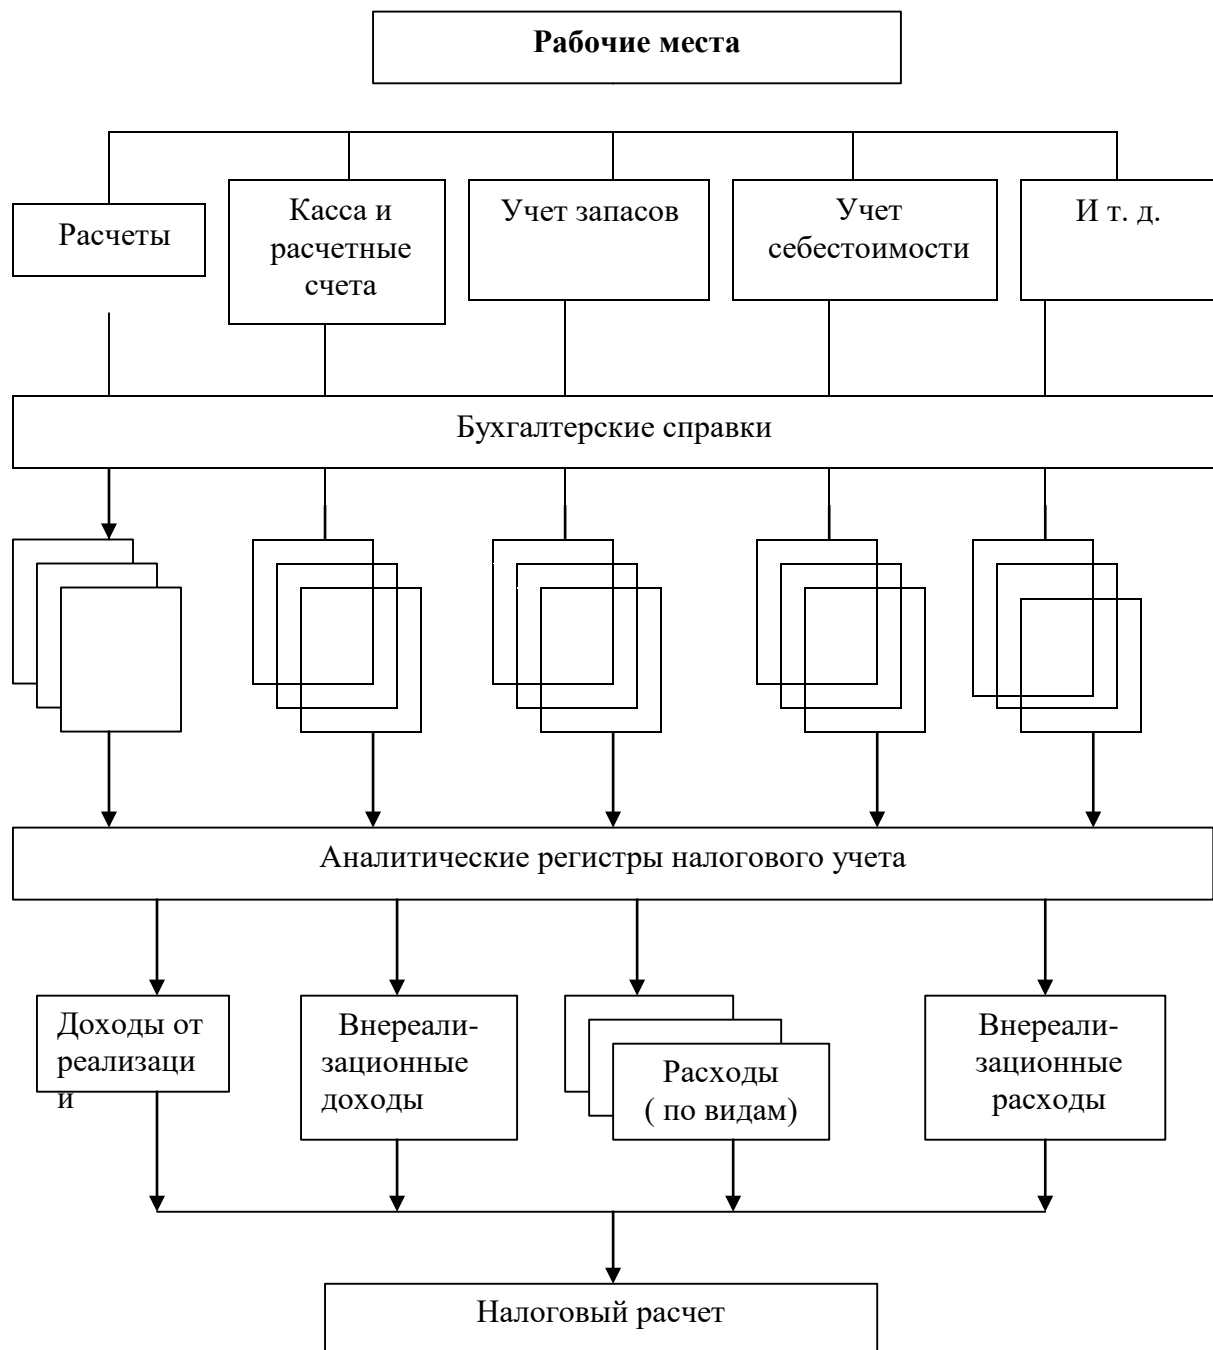 Рабочие места
Расчеты
Касса и
расчетные
счета
Учет запасов
Учет
себестоимости
И т. д.
Бухгалтерские справки
Аналитические регистры налогового учета
Доходы от
реализаци
и
Внереали-
зационные
доходы
Расходы
( по видам)
Внереали-
зационные
расходы
Налоговый расчет